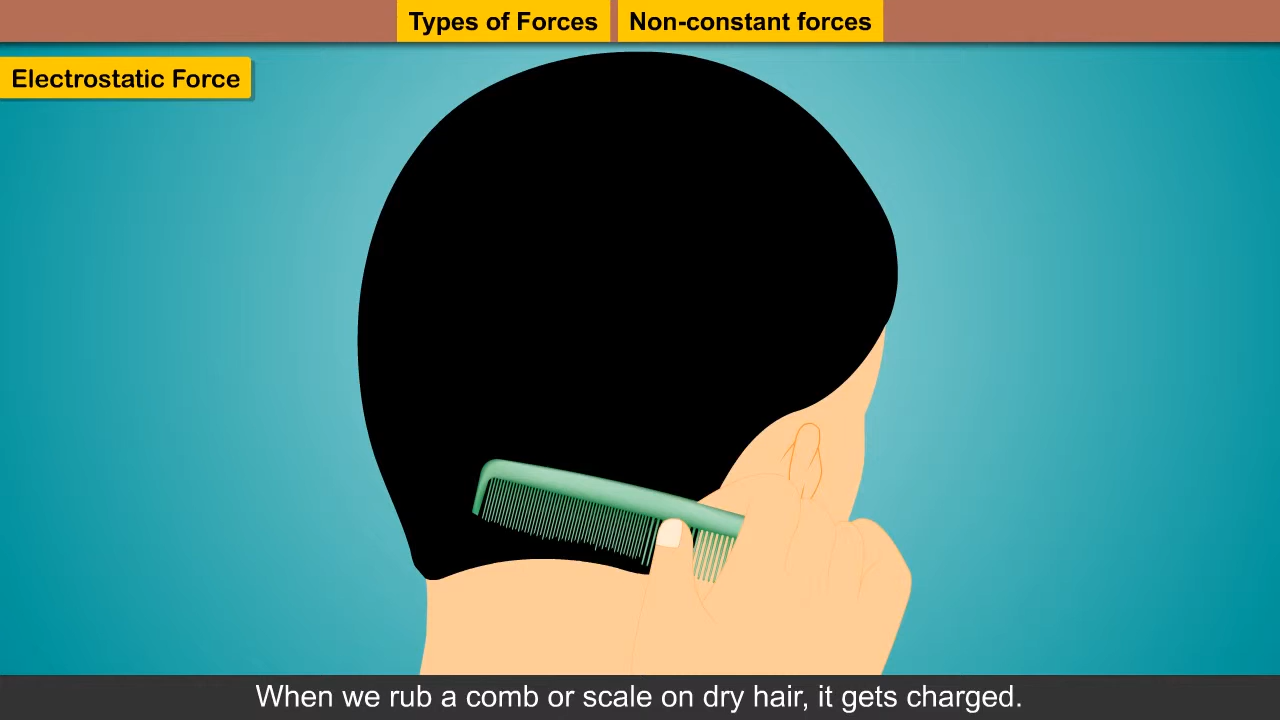 Types of Forces
Non-constant forces
Electrostatic Force
When we rub a comb or scale on dry hair, it gets charged.